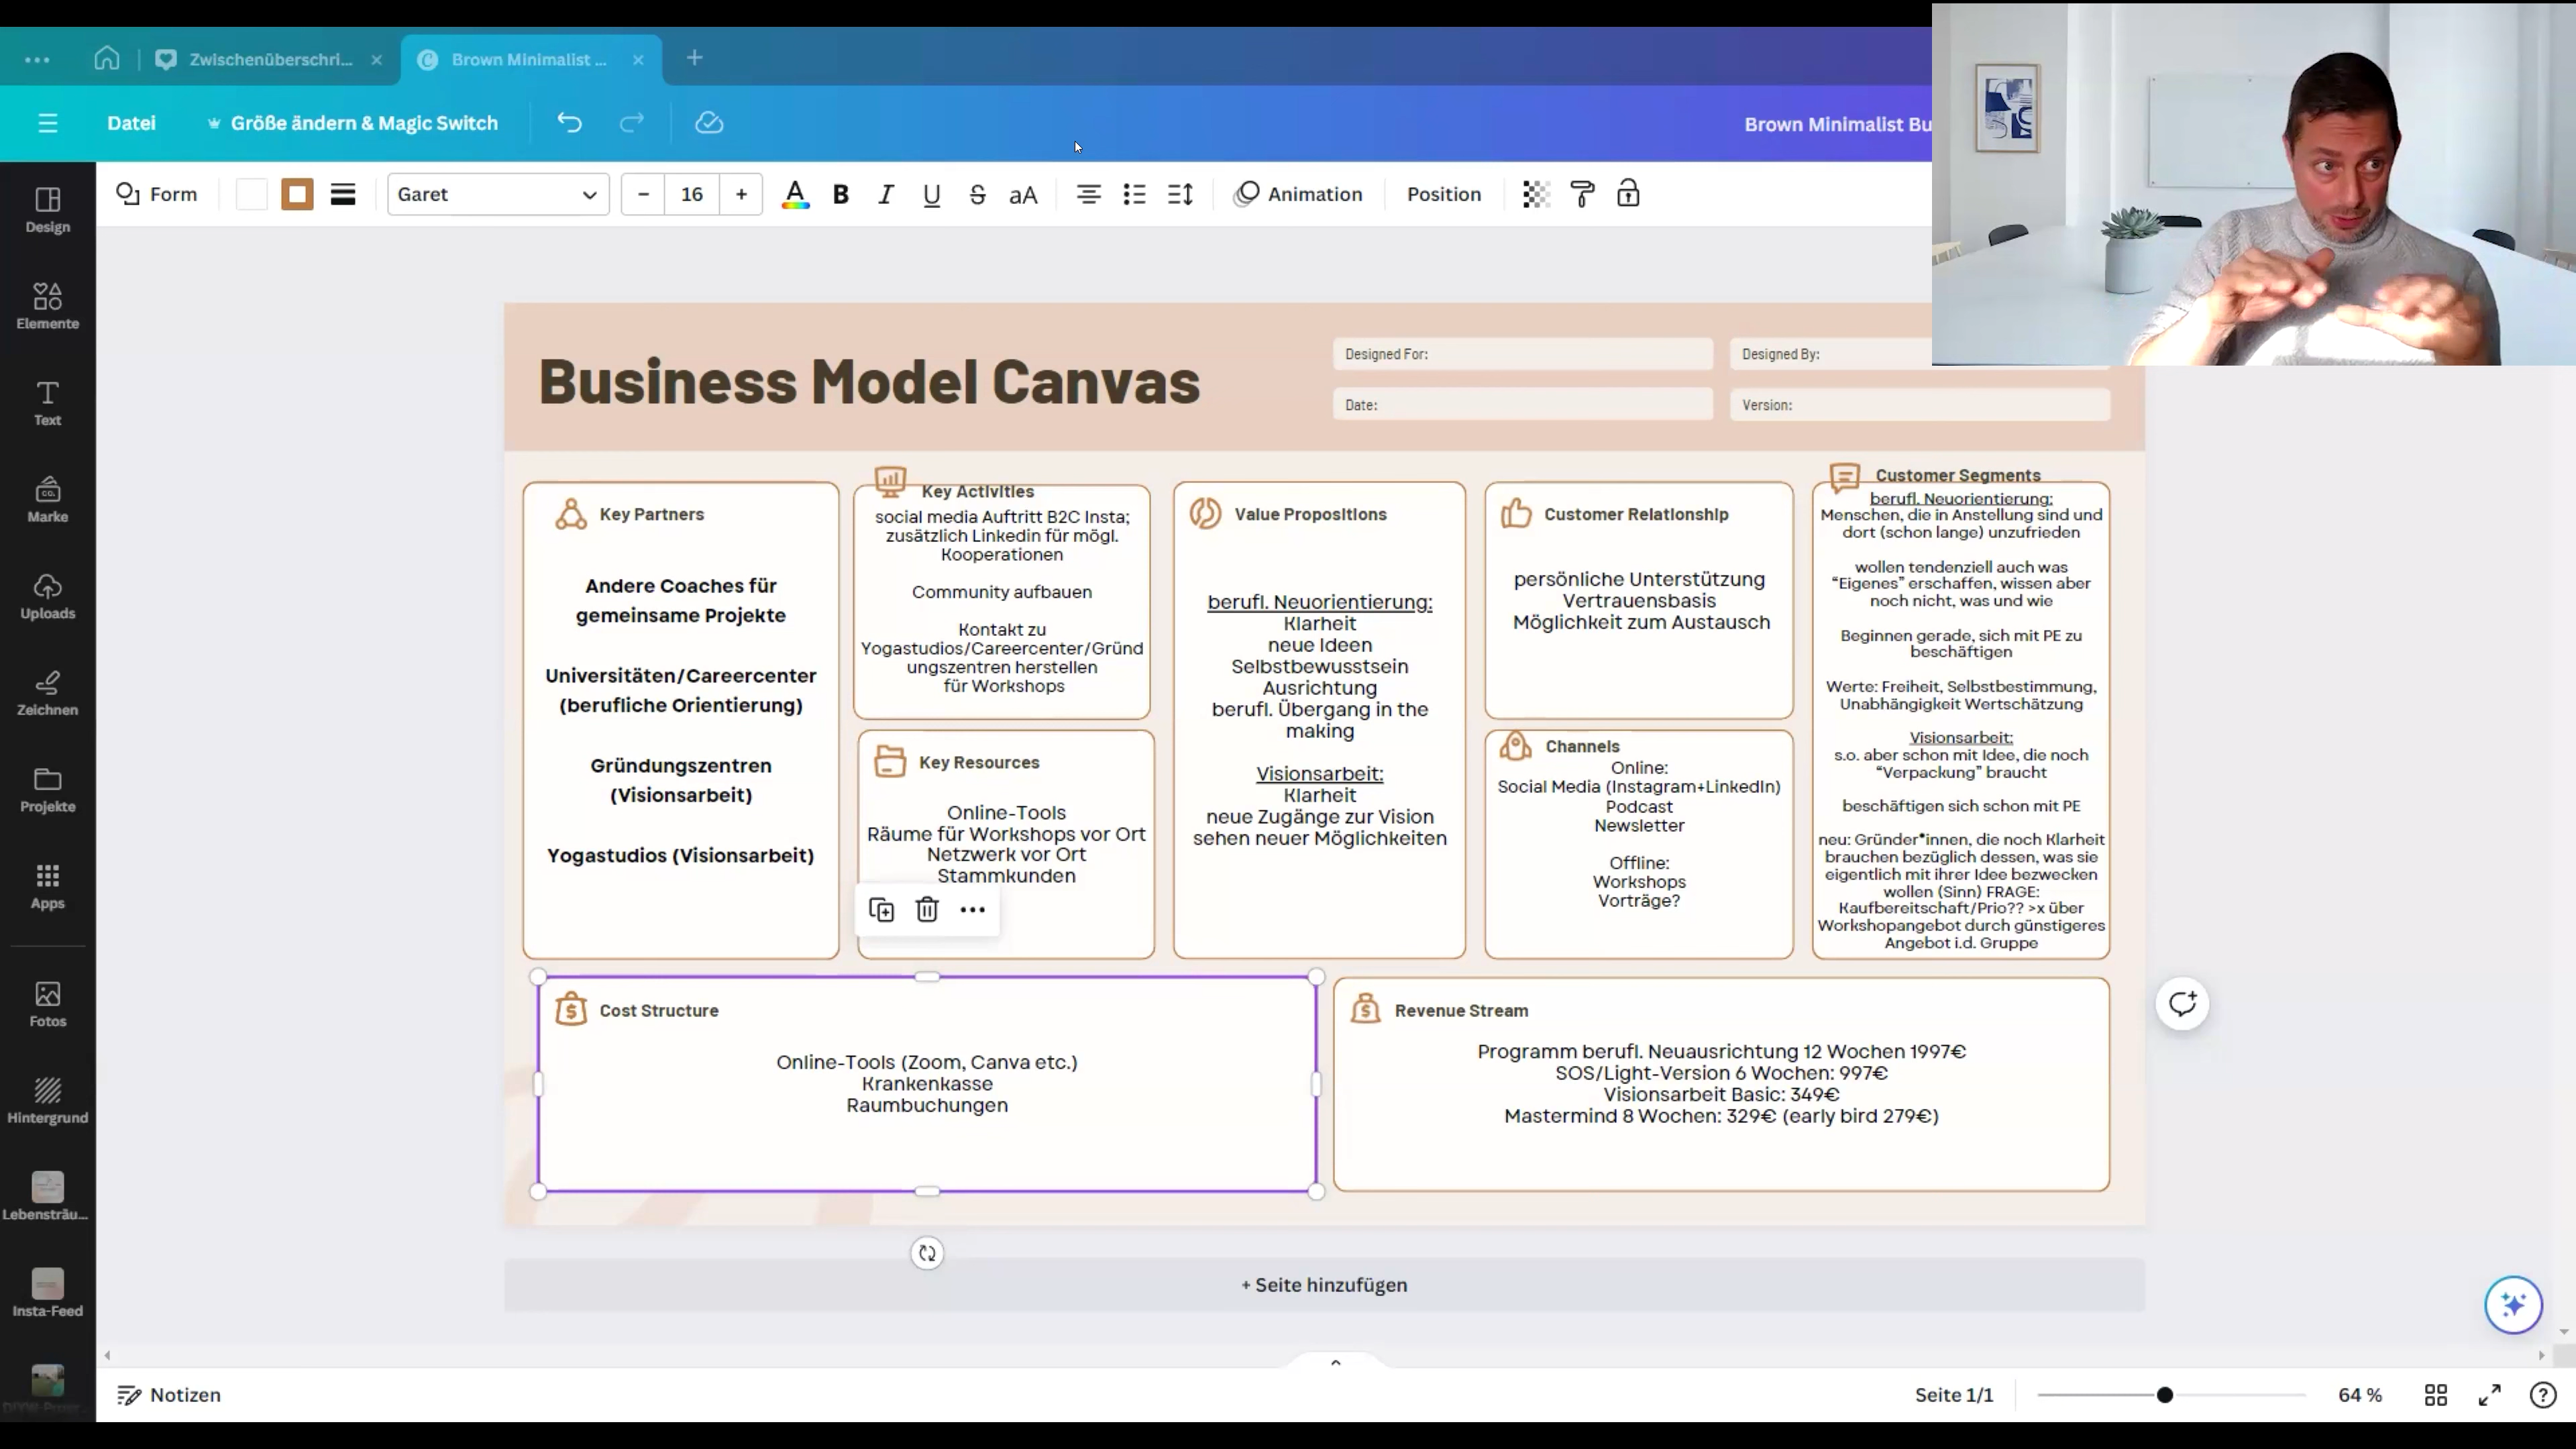 Zwischenüberschri...
Brown Minimalist ...
Datei
Größe ändern & Magic Switch
Brown Minimalist Bu
Form
Garet
16
A
B
I
U
S
aA
Animation
Position
Design
Elemente
Text
Marke
Uploads
Zeichnen
Projekte
Apps
Fotos
Hintergrund
Lebensträu...
Insta-Feed
Business Model Canvas
Designed For:
Designed By:
Date:
Version:
Key Partners
Andere Coaches für
gemeinsame Projekte
Universitäten/Careercenter
(berufliche Orientierung)
Gründungszentren
(Visionsarbeit)
Yogastudios (Visionsarbeit)
Key Activities
social media Auftritt B2C Insta;
zusätzlich Linkedin für mögl.
Kooperationen
Community aufbauen
Kontakt zu
Yogastudios/Careercenter/Gründ
ungszentren herstellen
für Workshops
Key Resources
Online-Tools
Räume für Workshops vor Ort
Netzwerk vor Ort
Stammkunden
Value Propositions
berufl. Neuorientierung:
Klarheit
neue Ideen
Selbstbewusstsein
Ausrichtung
berufl. Übergang in the
making
Visionsarbeit:
Klarheit
neue Zugänge zur Vision
sehen neuer Möglichkeiten
Customer Relationship
persönliche Unterstützung
Vertrauensbasis
Möglichkeit zum Austausch
Channels
Online:
Social Media (Instagram+LinkedIn)
Podcast
Newsletter
Offline:
Workshops
Vorträge?
Customer Segments
berufl. Neuorientierung:
Menschen, die in Anstellung sind und
dort (schon lange) unzufrieden
wollen tendenziell auch was
“Eigenes” erschaffen, wissen aber
noch nicht, was und wie
Beginnen gerade, sich mit PE zu
beschäftigen
Werte: Freiheit, Selbstbestimmung,
Unabhängigkeit Wertschätzung
Visionsarbeit:
s.o. aber schon mit Idee, die noch
“Verpackung” braucht
beschäftigen sich schon mit PE
neu: Gründer*innen, die noch Klarheit
brauchen bezüglich dessen, was sie
eigentlich mit ihrer Idee bezwecken
wollen (Sinn) FRAGE:
Kaufbereitschaft/Prio?? >x über
Workshopangebot durch günstigeres
Angebot i.d. Gruppe
Cost Structure
Online-Tools (Zoom, Canva etc.)
Krankenkasse
Raumbuchungen
Revenue Stream
Programm berufl. Neuausrichtung 12 Wochen 1997€
SOS/Light-Version 6 Wochen: 997€
Visionsarbeit Basic: 349€
Mastermind 8 Wochen: 329€ (early bird 279€)
+ Seite hinzufügen
Notizen
Seite 1/1
64 %